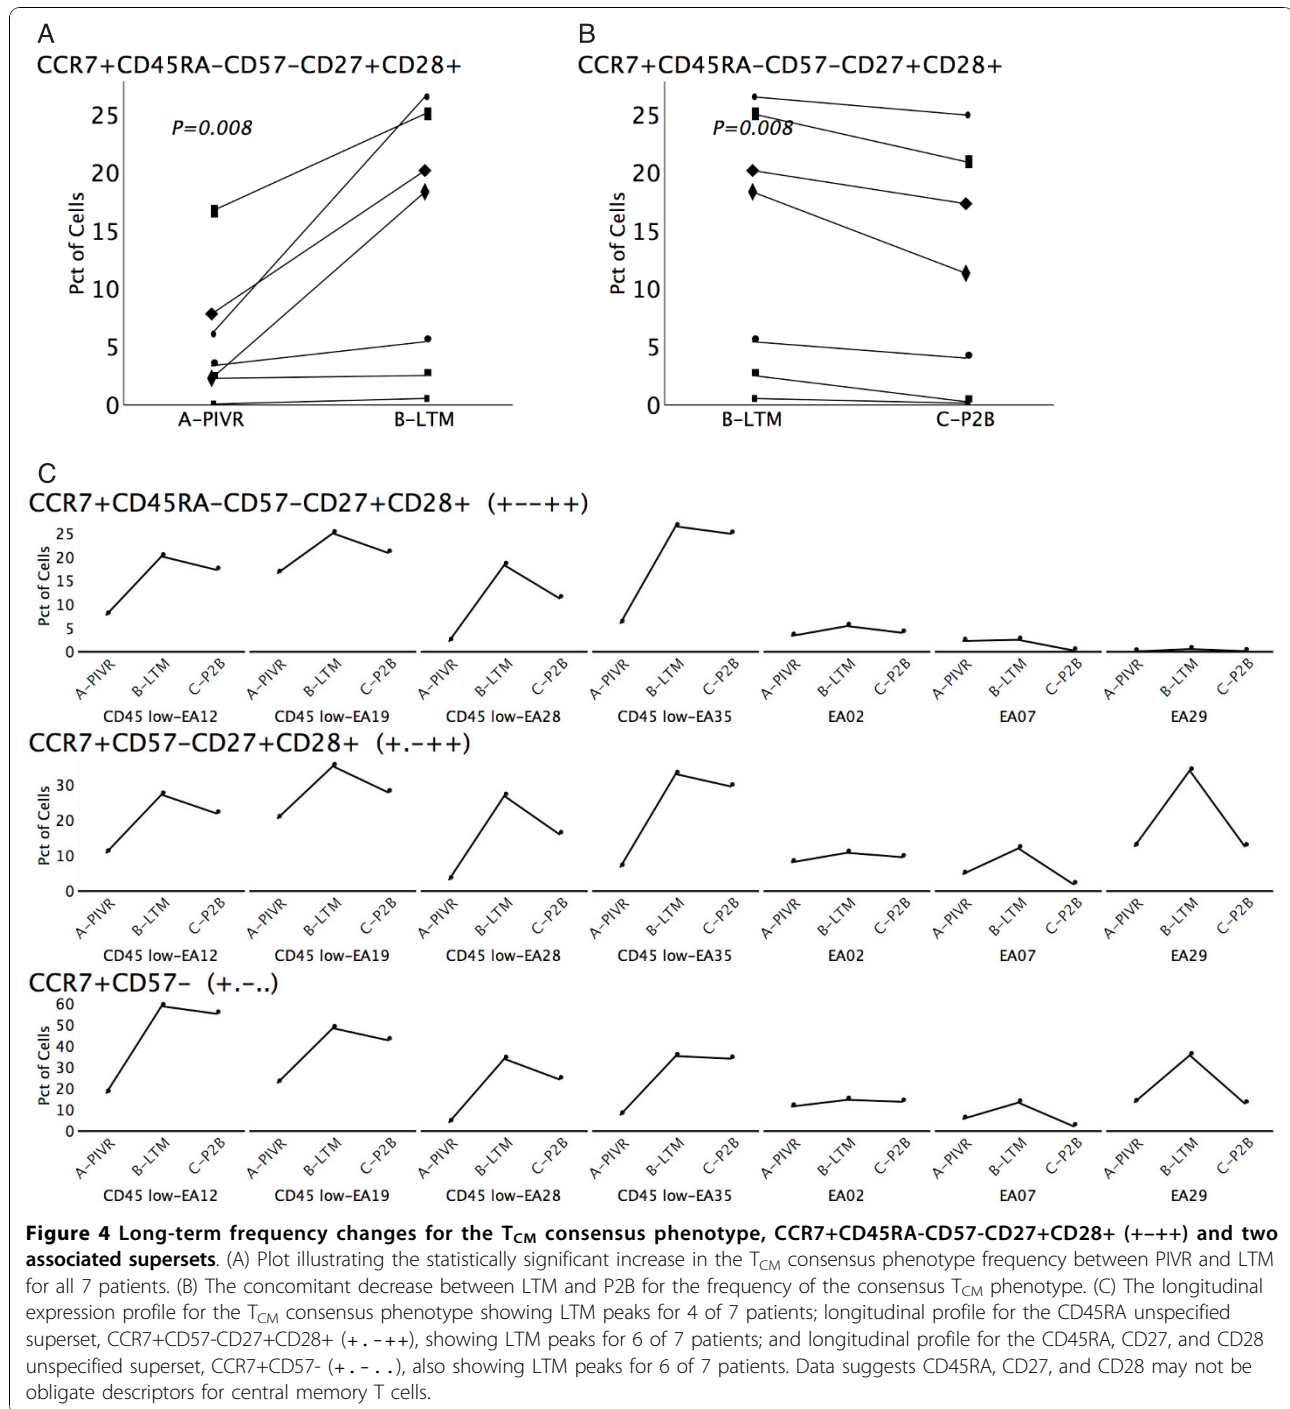 A
CCR7+CD45RA-CD57-CD27+CD28+
P=0.008
Pct of Cells
25
20
15
10
5
0
A-PIVR B-LTM
B
CCR7+CD45RA-CD57-CD27+CD28+
P=0.008
Pct of Cells
25
20
15
10
5
0
B-LTM C-P2B
C
CCR7+CD45RA-CD57-CD27+CD28+ (+--++)
Pct of Cells
25
20
15
10
5
0
A-PIVR B-LTM C-P2B A-PIVR B-LTM C-P2B A-PIVR B-LTM C-P2B A-PIVR B-LTM C-P2B A-PIVR B-LTM C-P2B A-PIVR B-LTM C-P2B A-PIVR B-LTM C-P2B
CD45 low-EA12 CD45 low-EA19 CD45 low-EA28 CD45 low-EA35 EA02 EA07 EA29
CCR7+CD57-CD27+CD28+ (+.-++)
Pct of Cells
30
20
10
0
A-PIVR B-LTM C-P2B A-PIVR B-LTM C-P2B A-PIVR B-LTM C-P2B A-PIVR B-LTM C-P2B A-PIVR B-LTM C-P2B A-PIVR B-LTM C-P2B A-PIVR B-LTM C-P2B
CD45 low-EA12 CD45 low-EA19 CD45 low-EA28 CD45 low-EA35 EA02 EA07 EA29
CCR7+CD57- (+.-..)
Pct of Cells
60
50
40
30
20
10
0
A-PIVR B-LTM C-P2B A-PIVR B-LTM C-P2B A-PIVR B-LTM C-P2B A-PIVR B-LTM C-P2B A-PIVR B-LTM C-P2B A-PIVR B-LTM C-P2B A-PIVR B-LTM C-P2B
CD45 low-EA12 CD45 low-EA19 CD45 low-EA28 CD45 low-EA35 EA02 EA07 EA29
Figure 4 Long-term frequency changes for the TCM consensus phenotype, CCR7+CD45RA-CD57-CD27+CD28+ (+-++) and two
associated supersets. (A) Plot illustrating the statistically significant increase in the TCM consensus phenotype frequency between PIVR and LTM
for all 7 patients. (B) The concomitant decrease between LTM and P2B for the frequency of the consensus TCM phenotype. (C) The longitudinal
expression profile for the TCM consensus phenotype showing LTM peaks for 4 of 7 patients; longitudinal profile for the CD45RA unspecified
superset, CCR7+CD57-CD27+CD28+ (+.-++), showing LTM peaks for 6 of 7 patients; and longitudinal profile for the CD45RA, CD27, and CD28
unspecified superset, CCR7+CD57- (+.-..), also showing LTM peaks for 6 of 7 patients. Data suggests CD45RA, CD27, and CD28 may not be
obligate descriptors for central memory T cells.